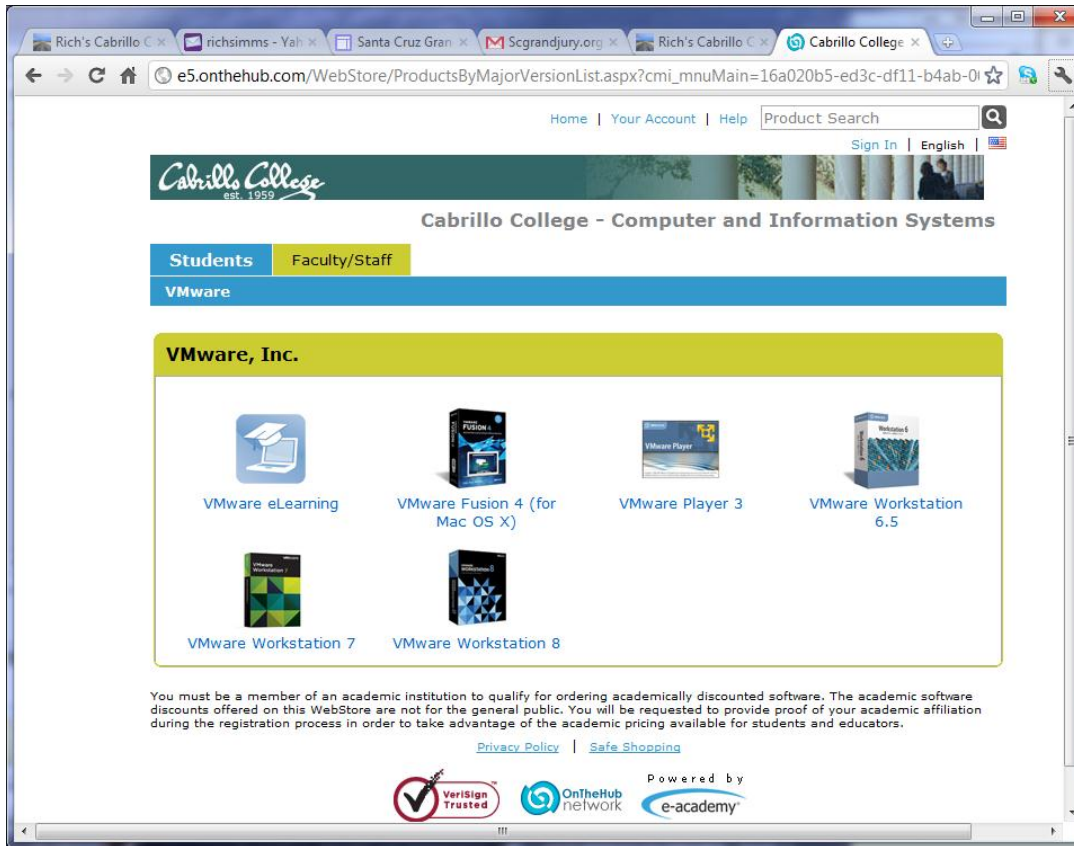 Rich's Cabrillo C
richsimms - Yah
Santa Cruz Gran
Scgrandjury.org
Rich's Cabrillo C
Cabrillo College
e5.onthehub.com/WebStore/ProductsByMajorVersionList.aspx?cmi_mnuMain=16a020b5-ed3c-df11-b4ab-0
Home | Your Account | Help Product Search
Sign In | English |
Cabrillo College
est. 1959
Cabrillo College - Computer and Information Systems
Students Faculty/Staff
VMware
VMware, Inc.
FUSION 4
VMware Player
Workstation 6
VMware eLearning
VMware Fusion 4 (for
Mac OS X)
VMware Player 3
VMware Workstation
6.5
VMware
Workstation 7
WORKSTATION 8
VMware Workstation 7
VMware Workstation 8
You must be a member of an academic institution to qualify for ordering academically discounted software. The academic software
discounts offered on this WebStore are not for the general public. You will be requested to provide proof of your academic affiliation
during the registration process in order to take advantage of the academic pricing available for students and educators.
Privacy Policy | Safe Shopping
VeriSign
Trusted
OnTheHub
network
Powered by
e-academy